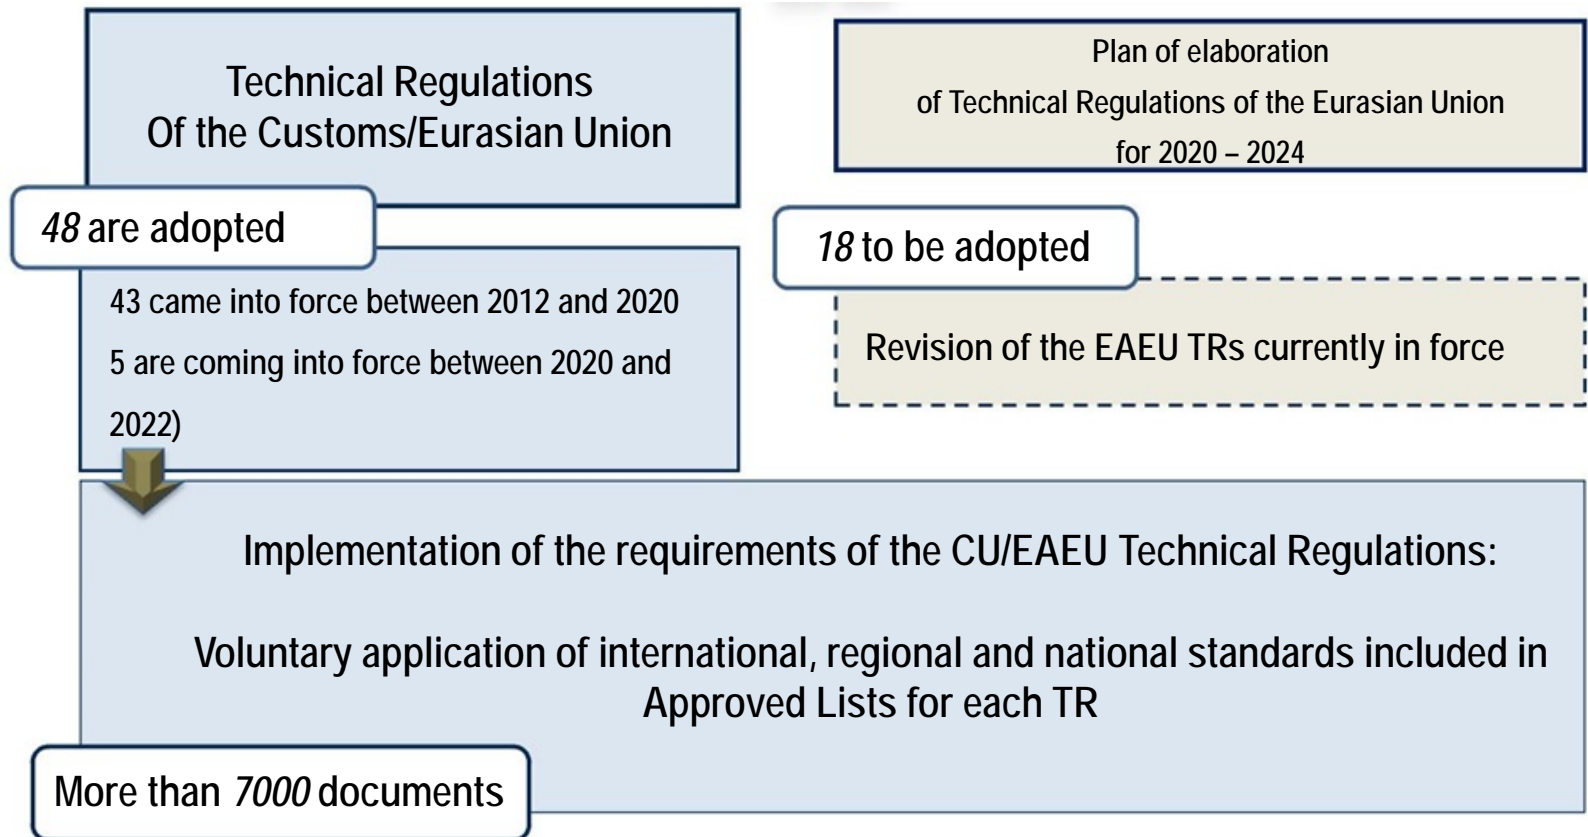 Technical Regulations
Of the Customs/Eurasian Union
48 are adopted
43 came into force between 2012 and 2020
5 are coming into force between 2020 and
2022)
Plan of elaboration
of Technical Regulations of the Eurasian Union
for 2020 – 2024
18 to be adopted
Revision of the EAEU TRs currently in force
Implementation of the requirements of the CU/EAEU Technical Regulations:
Voluntary application of international, regional and national standards included in
Approved Lists for each TR
More than 7000 documents